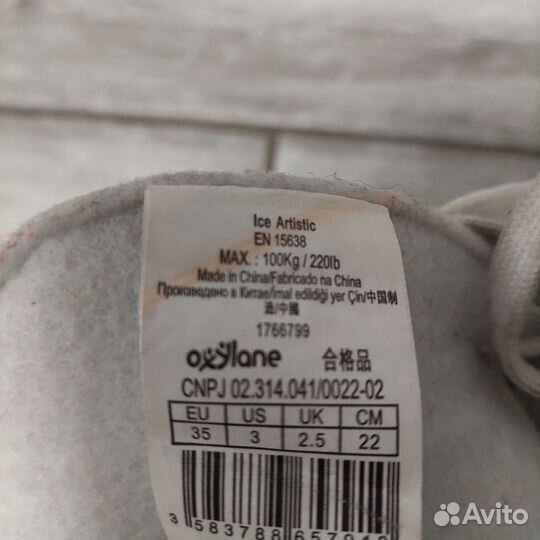 Ice Artistic
EN 15638
MAX. : 100Kg / 220lb
Made in China/Fabricado na China
Произведено в Китае/Imal edildiği yer Çin/中国制
造/中國
1766799
oxylane 合格品
CNPJ 02.314.041/0022-02
EU US UK CM
35 3 2.5 22
3 583788
Avito